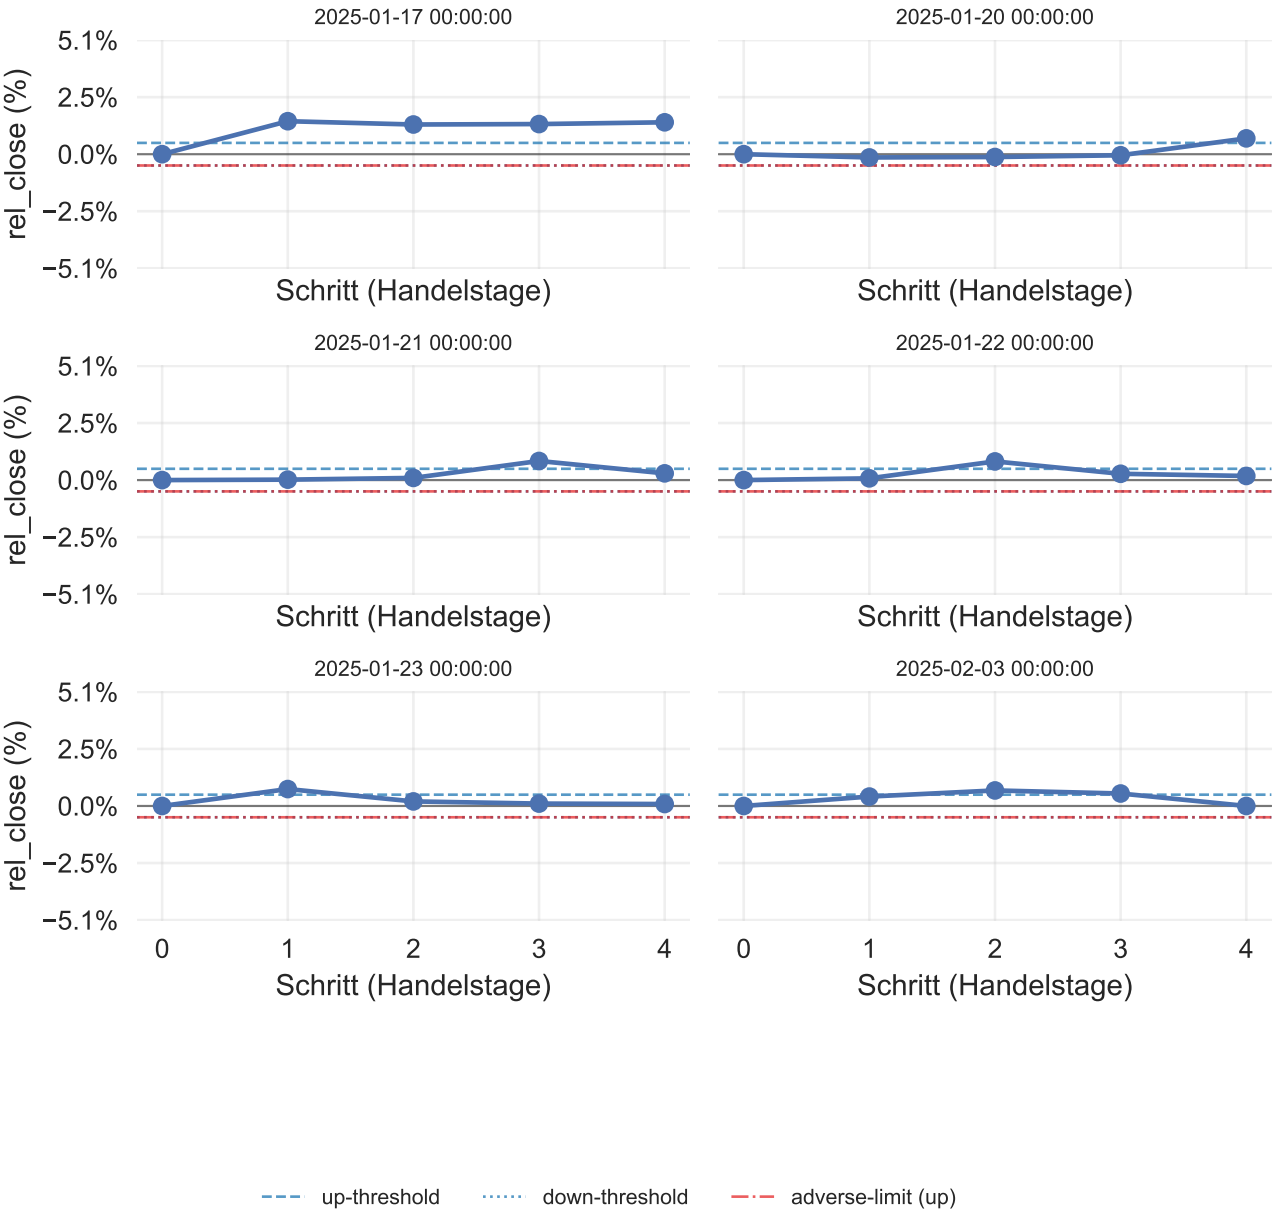 2025-01-17 00:00:00
2025-01-20 00:00:00
5.1%
2.5%
0.0%
−2.5%
−5.1%
rel_close (%)
Schritt (Handelstage)
Schritt (Handelstage)
2025-01-21 00:00:00
2025-01-22 00:00:00
5.1%
2.5%
0.0%
−2.5%
−5.1%
rel_close (%)
Schritt (Handelstage)
Schritt (Handelstage)
2025-01-23 00:00:00
2025-02-03 00:00:00
5.1%
2.5%
0.0%
−2.5%
−5.1%
rel_close (%)
0 1 2 3 4
0 1 2 3 4
Schritt (Handelstage)
Schritt (Handelstage)
up-threshold
down-threshold
adverse-limit (up)